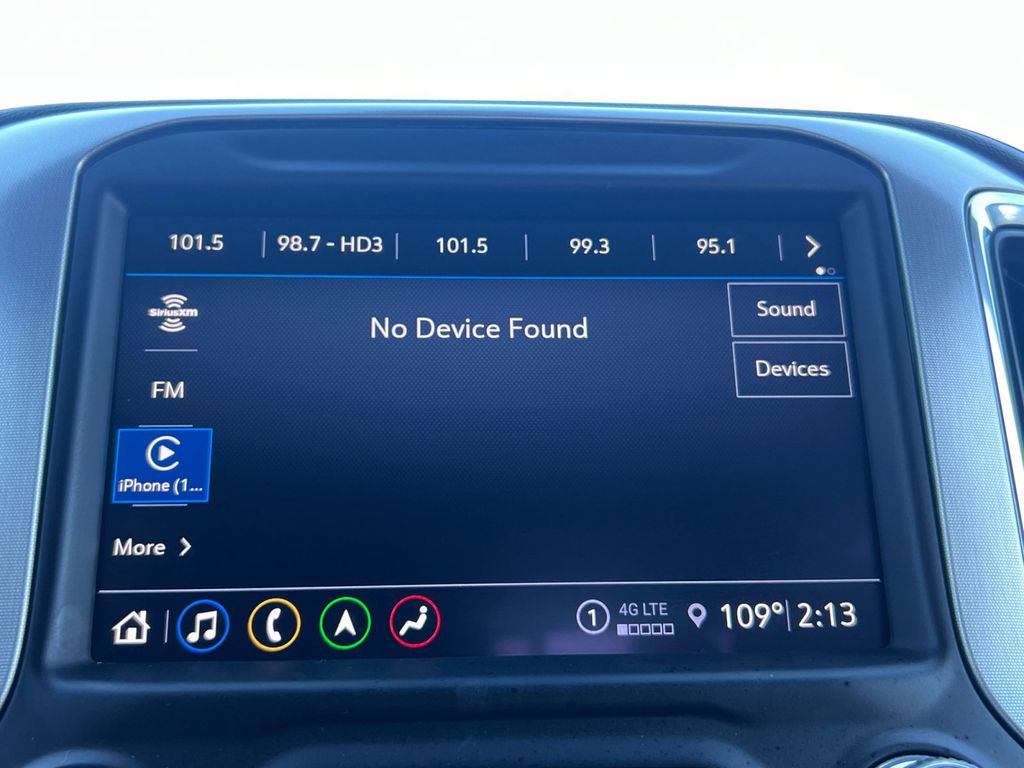 101.5 98.7 - HD3 101.5 99.3 95.1
SiriusXM
No Device Found
Sound
FM
Devices
iPhone (1...
More
1 4G LTE 109° 2:13